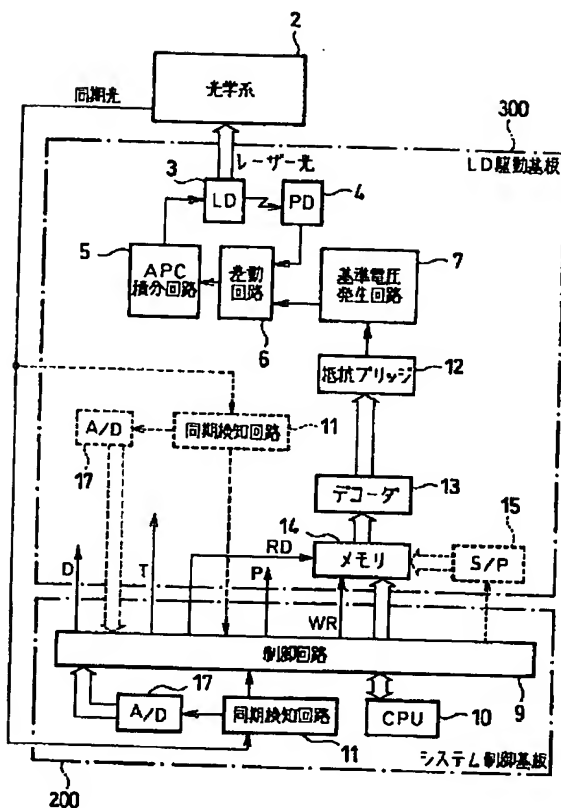 2
光学系
同期光
300
LD駆動基板
レーザー光
3
LD
PD
4
5
APC
積分回路
差動
回路
6
基準電圧
発生回路
7
抵抗ブリッジ
12
A/D
17
同期検知回路
11
デコーダ
13
14
メモリ
15
S/P
D
T
RD
P
WR
制御回路
9
17
A/D
同期検知回路
11
CPU
10
システム制御基板
200